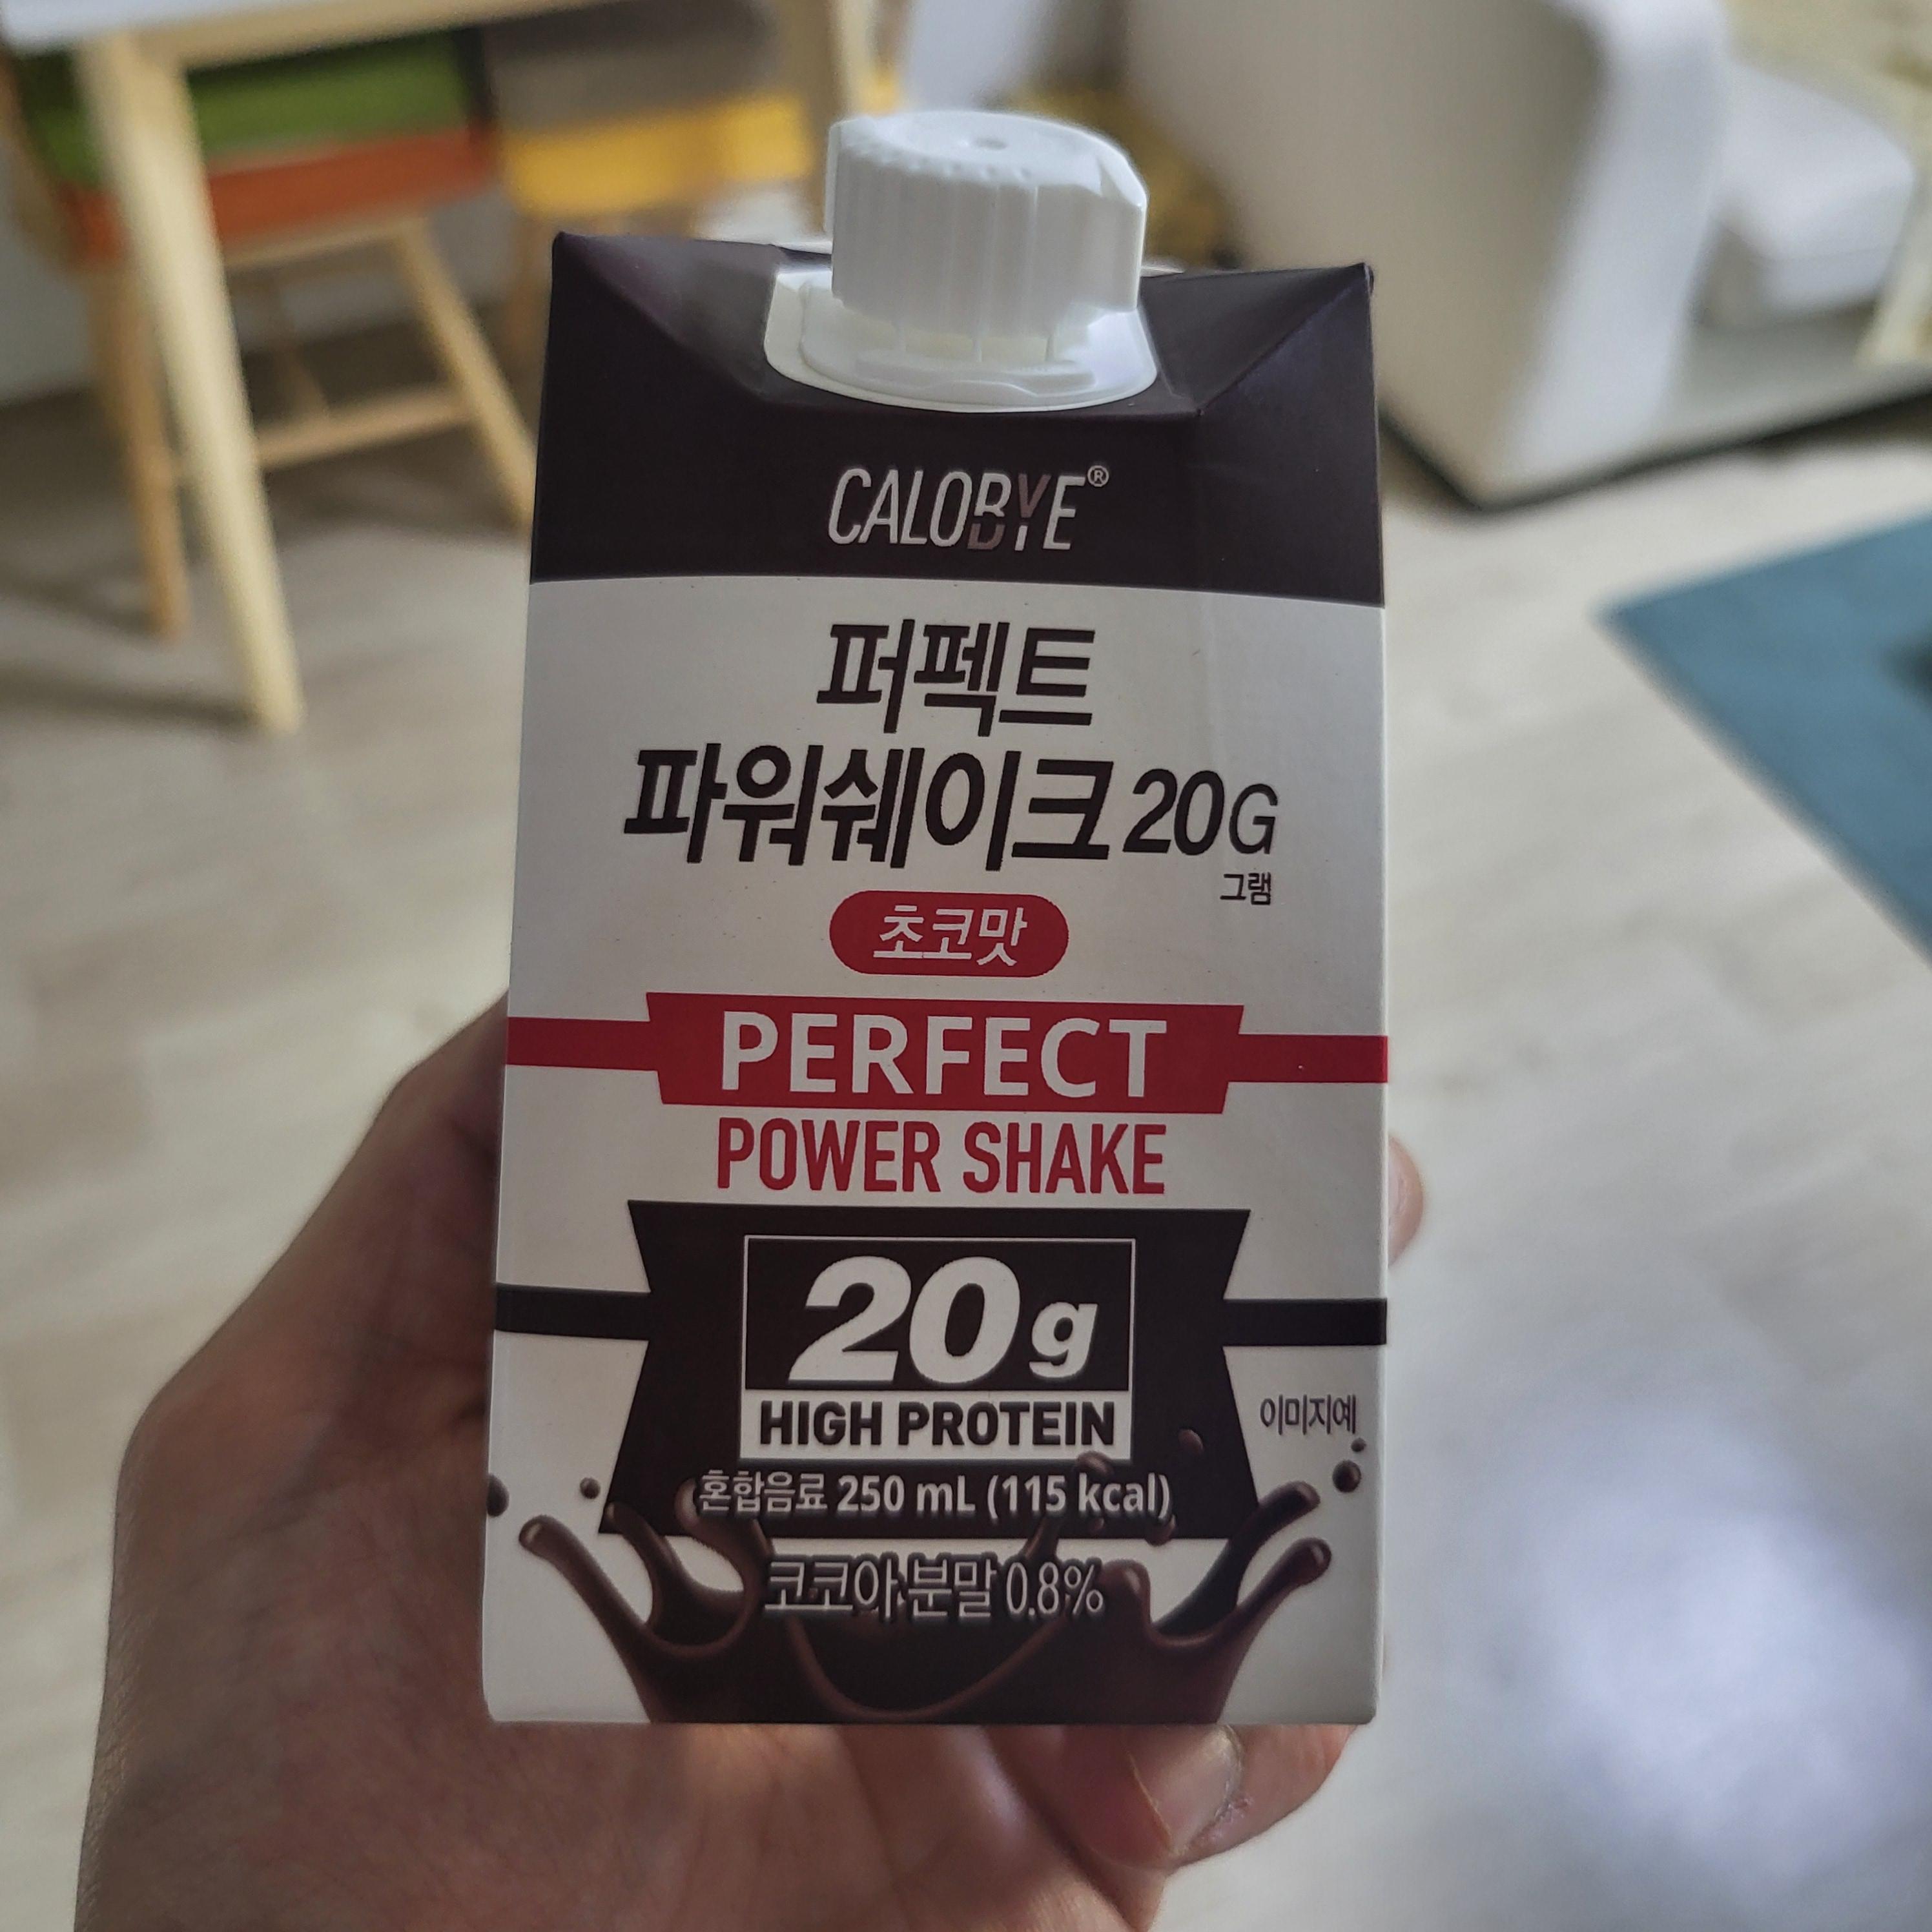 CALOBYE®
퍼펙트
파워쉐이크 20G
그램
초코맛
PERFECT
POWER SHAKE
20g
HIGH PROTEIN
이미지예
혼합음료 250 mL (115 kcal)
코코아분말 0.8%